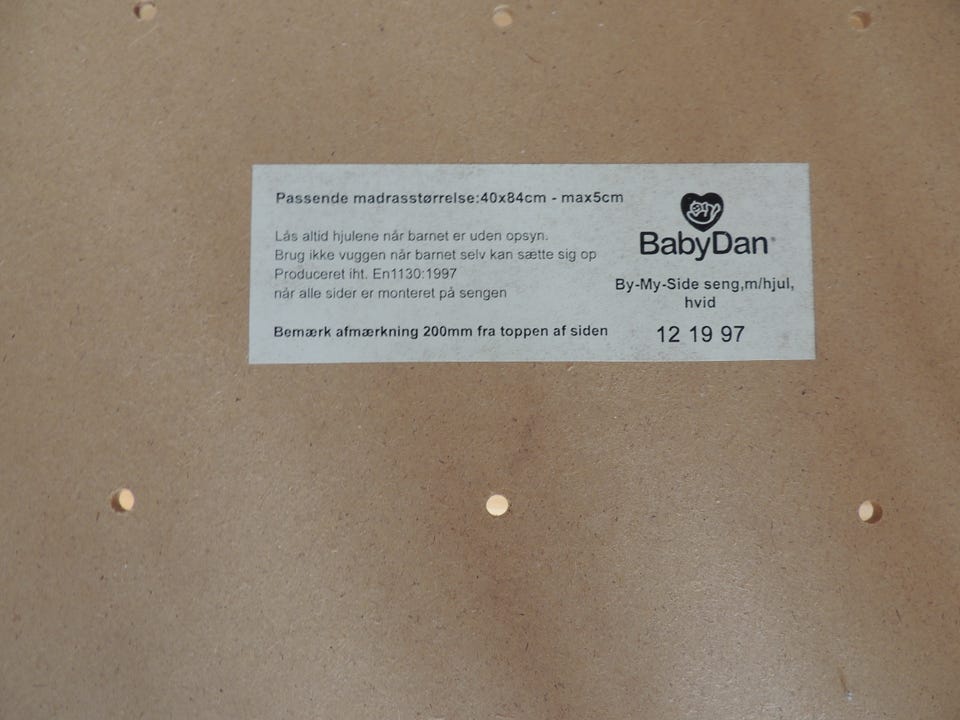 Passende madrasstørrelse:40x84cm - max5cm
Lås altid hjulene når barnet er uden opsyn.
Brug ikke vuggen når barnet selv kan sætte sig op
Produceret iht. En1130:1997
når alle sider er monteret på sengen
Bemærk afmærkning 200mm fra toppen af siden
BabyDan®
By-My-Side seng,m/hjul,
hvid
12 19 97